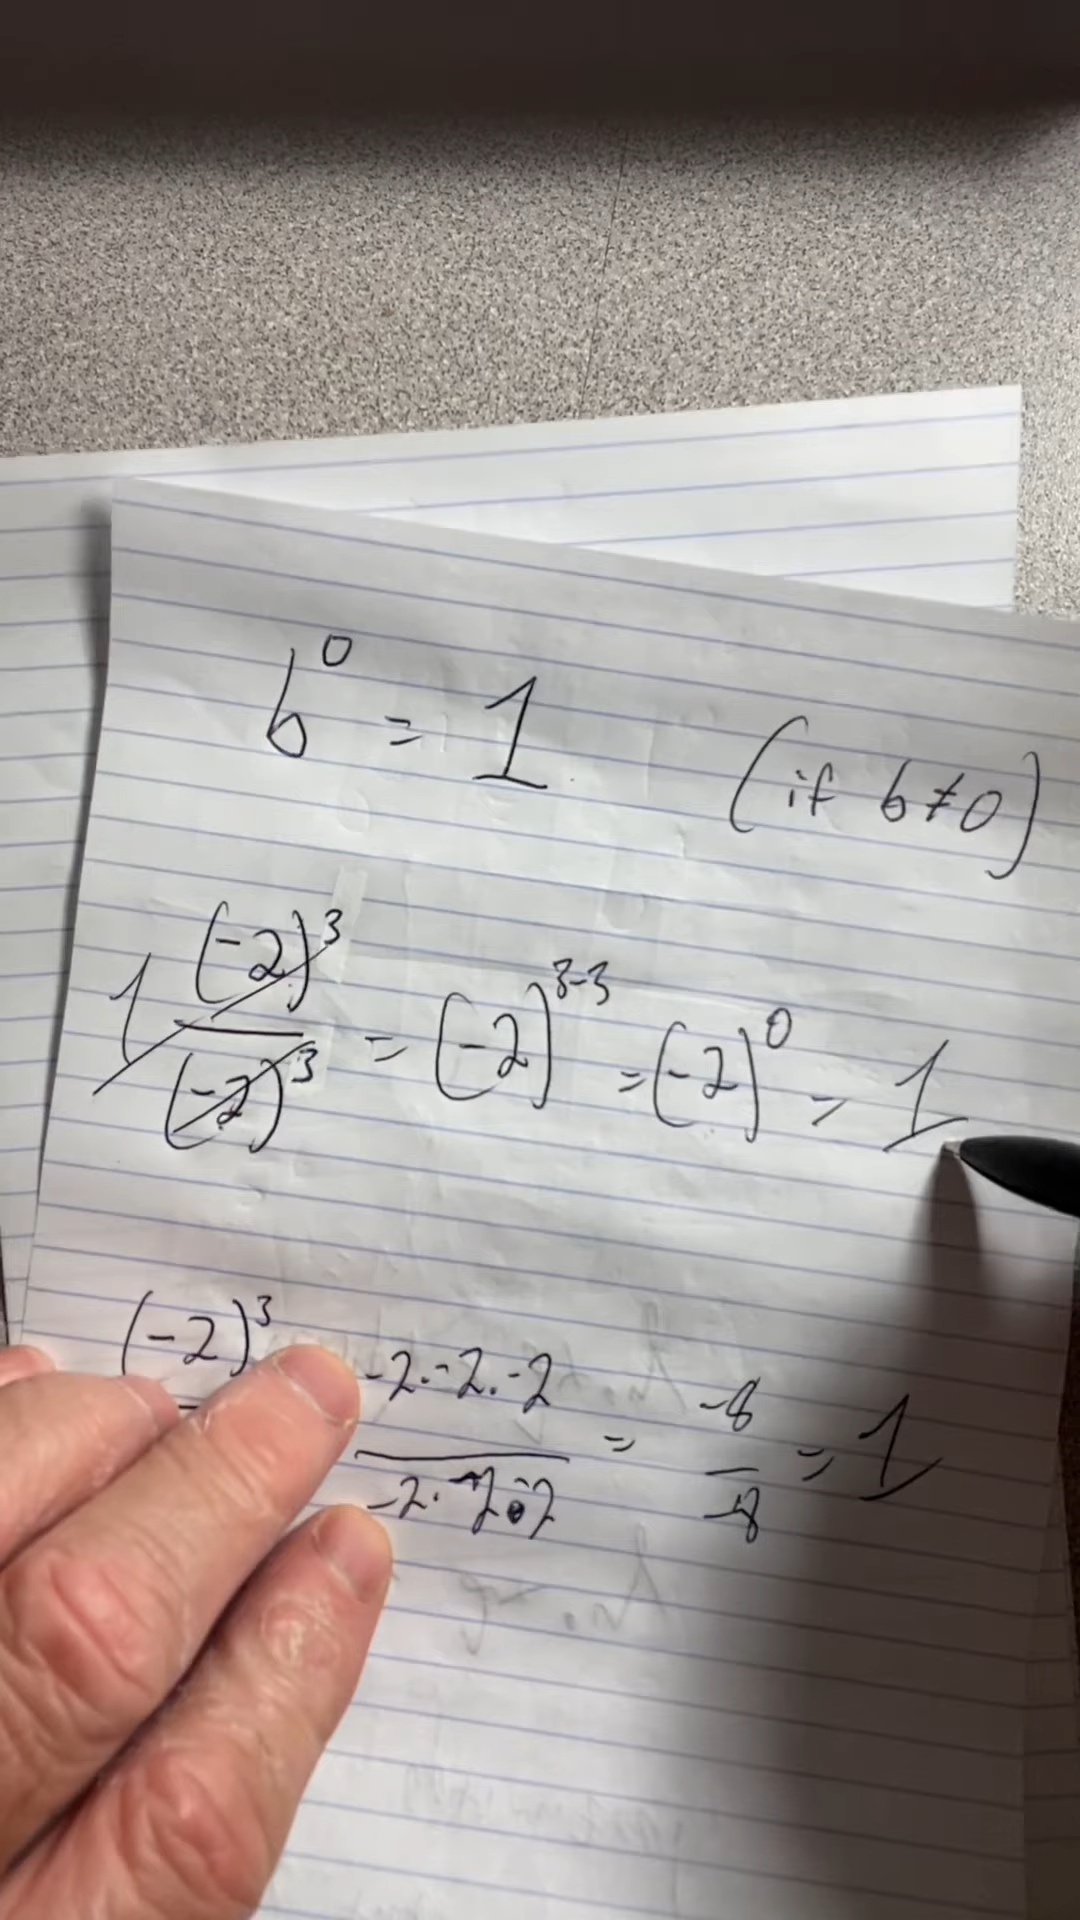 b⁰ = 1 (if b≠0)
1 (-2)³/(-2)³ = (-2)³⁻³ = (-2)⁰ = 1
(-2)³ -2·-2·-2/-2·-2·-2 = -8/-8 = 1